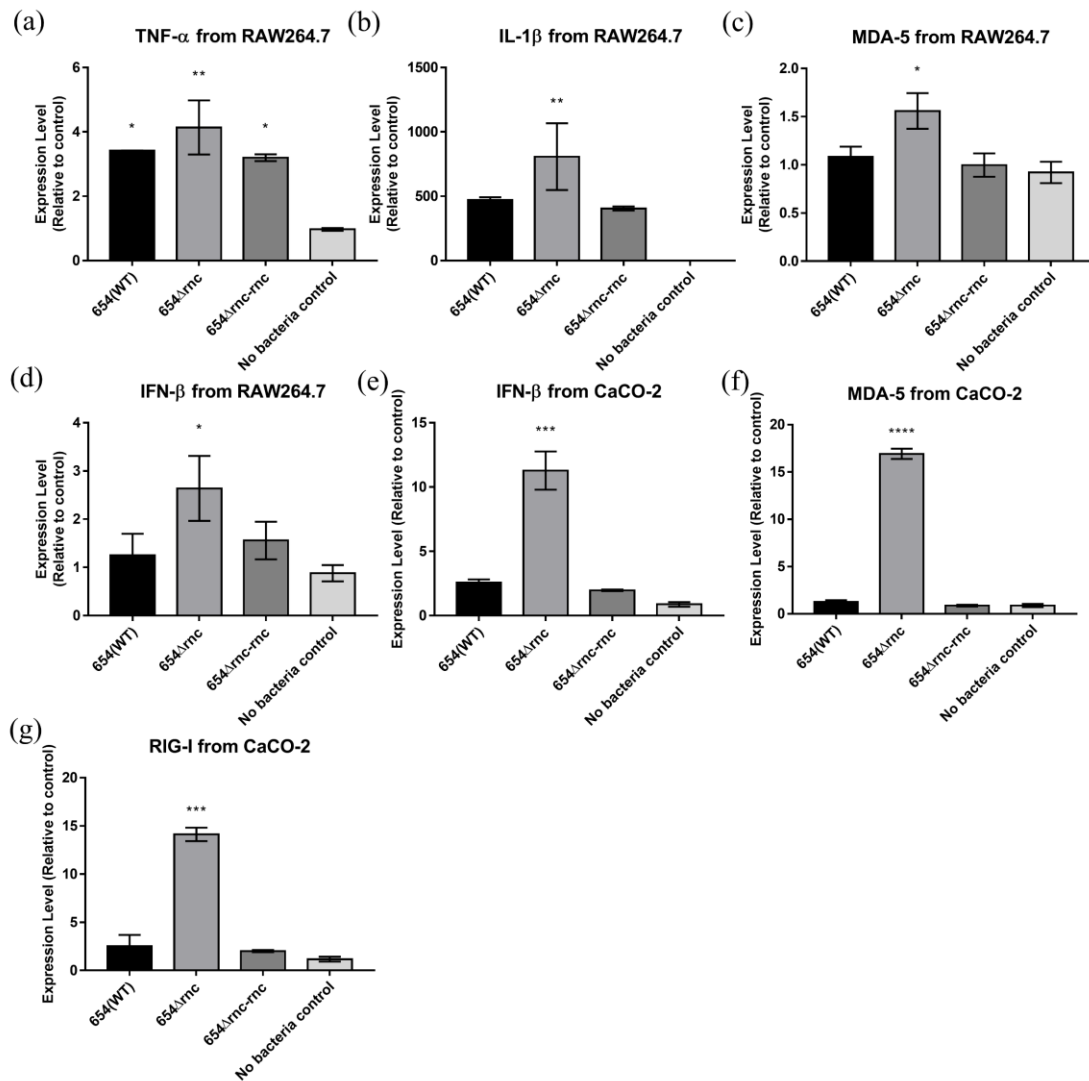 (a)
TNF-α from RAW264.7
Expression Level
(Relative to control)
6
4
2
0
*
**
*
654(WT)
654Δrnc
654Δrnc-rnc
No bacteria control
(b)
IL-1β from RAW264.7
Expression Level
(Relative to control)
1500
1000
500
0
**
654(WT)
654Δrnc
654Δrnc-rnc
No bacteria control
(c)
MDA-5 from RAW264.7
Expression Level
(Relative to control)
2.0
1.5
1.0
0.5
0.0
*
654(WT)
654Δrnc
654Δrnc-rnc
No bacteria control
(d)
IFN-β from RAW264.7
Expression Level
(Relative to control)
4
3
2
1
0
*
654(WT)
654Δrnc
654Δrnc-rnc
No bacteria control
(e)
IFN-β from CaCO-2
Expression Level (Relative to control)
15
10
5
0
***
654(WT)
654Δrnc
654Δrnc-rnc
No bacteria control
(f)
MDA-5 from CaCO-2
Expression Level (Relative to control)
20
15
10
5
0
****
654(WT)
654Δrnc
654Δrnc-rnc
No bacteria control
(g)
RIG-I from CaCO-2
Expression Level (Relative to control)
20
15
10
5
0
***
654(WT)
654Δrnc
654Δrnc-rnc
No bacteria control